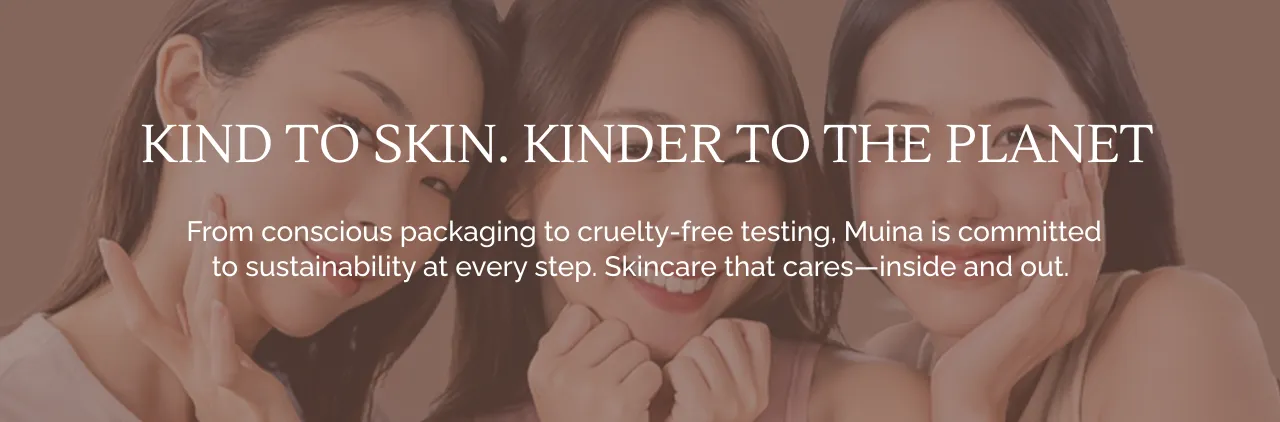 KIND TO SKIN. KINDER TO THE PLANET
From conscious packaging to cruelty-free testing, Muina is committed
to sustainability at every step. Skincare that cares—inside and out.